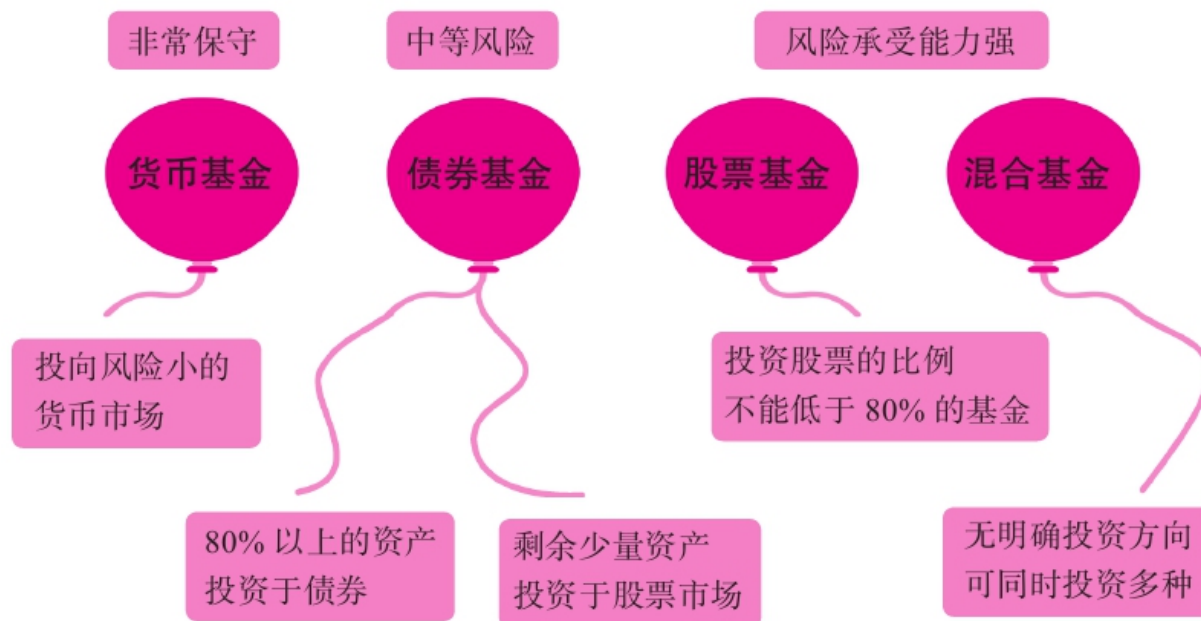 非常保守
中等风险
风险承受能力强
货币基金
债券基金
股票基金
混合基金
投向风险小的
货币市场
投资股票的比例
不能低于 80% 的基金
80% 以上的资产
投资于债券
剩余少量资产
投资于股票市场
无明确投资方向
可同时投资多种